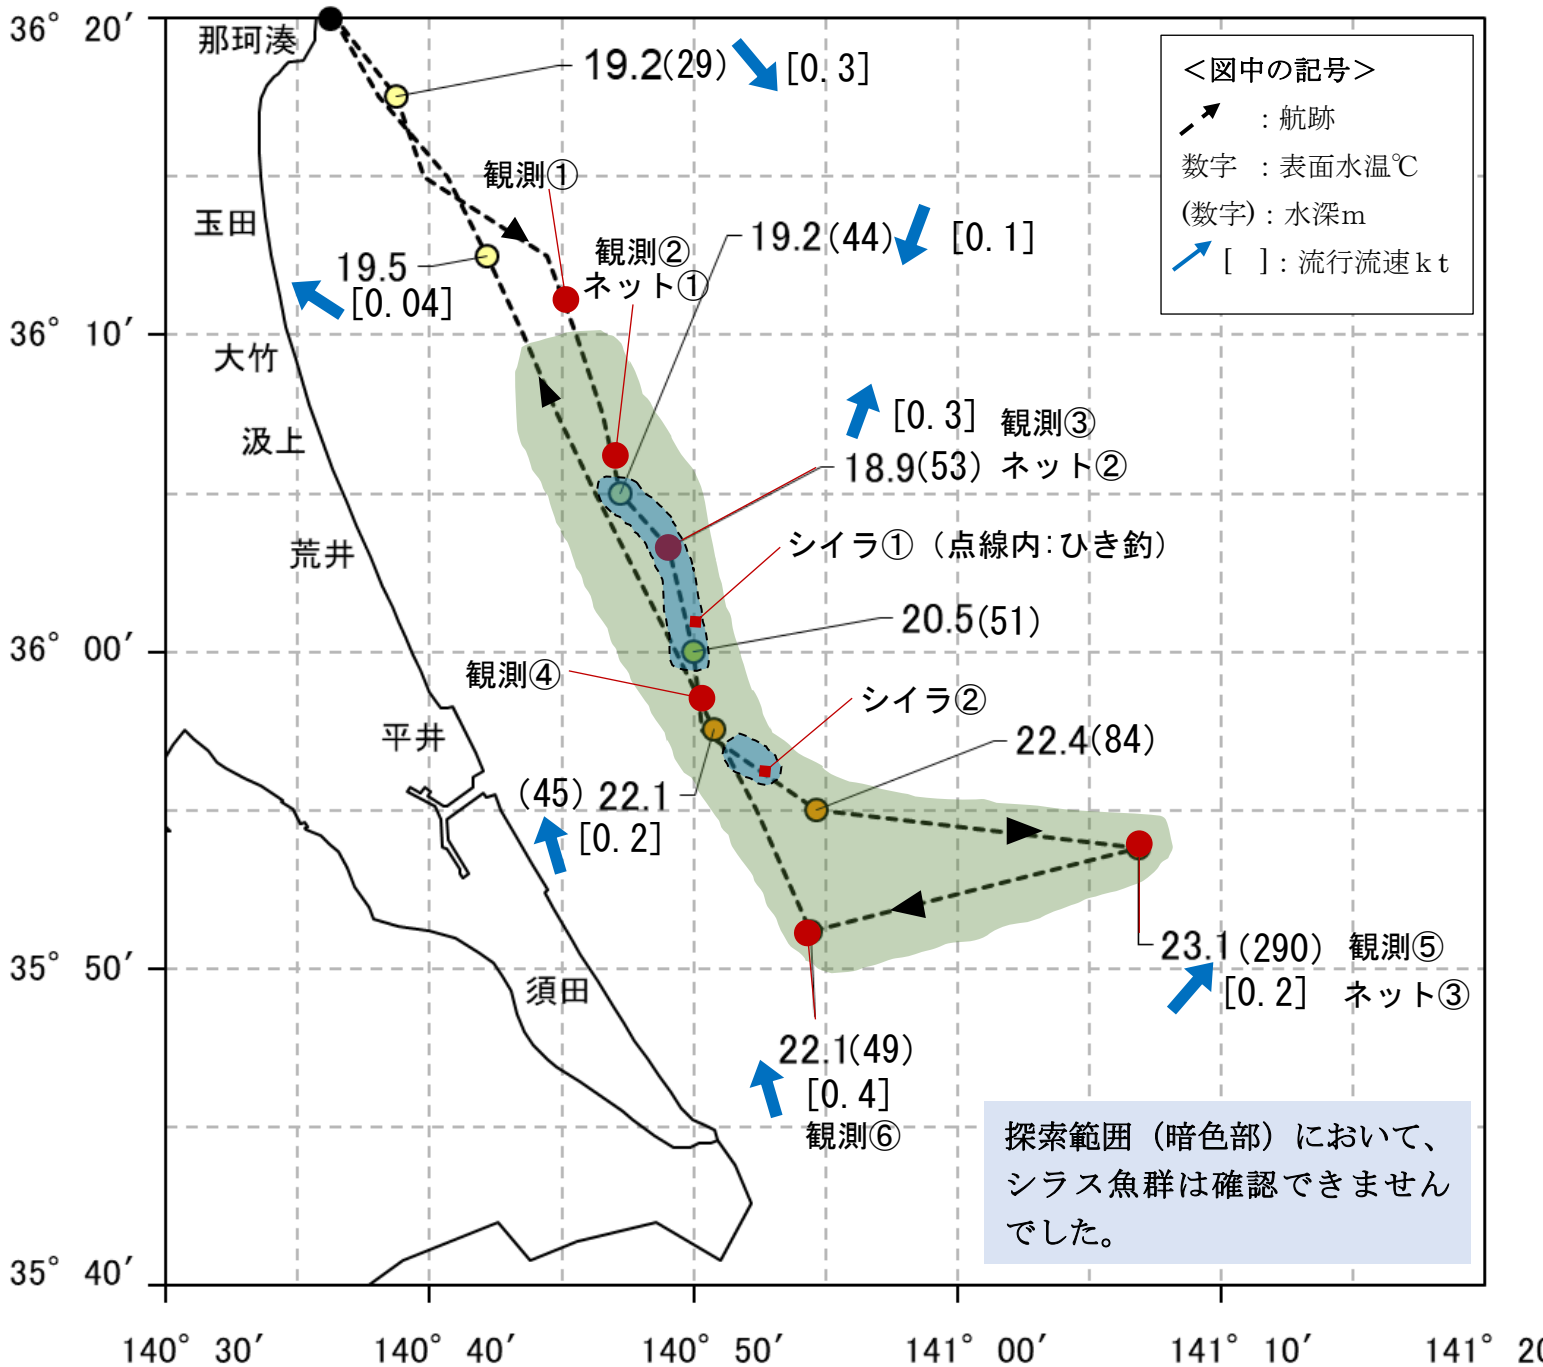 36° 20′
那珂湊
19.2(29) [0.3]
<図中の記号>
：航跡
数字 ：表面水温℃
(数字)：水深m
[ ]：流行流速kt
観測①
玉田
観測②
ネット①
19.2(44) [0.1]
19.5
[0.04]
36° 10′
大竹
[0.3] 観測③
18.9(53) ネット②
汲上
シイラ①（点線内:ひき釣）
荒井
20.5(51)
36° 00′
観測④
シイラ②
平井
22.4(84)
(45) 22.1
[0.2]
23.1(290) 観測⑤
[0.2] ネット③
35° 50′
須田
22.1(49)
[0.4]
観測⑥
探索範囲（暗色部）において、
シラス魚群は確認できません
でした。
35° 40′
140° 30′ 140° 40′ 140° 50′ 141° 00′ 141° 10′ 141° 20